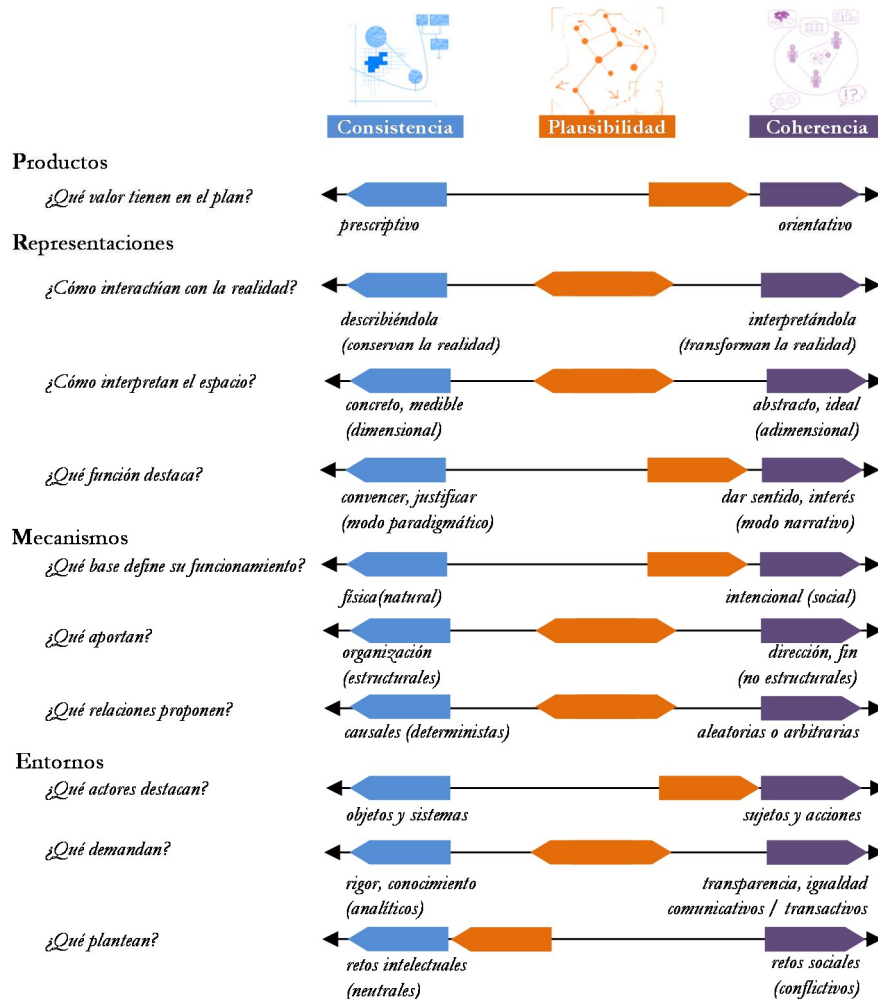 Consistencia
Plausibilidad
Coherencia
Productos
¿Qué valor tienen en el plan?
prescriptivo
orientativo
Representaciones
¿Cómo interactúan con la realidad?
describiéndola
(conservan la realidad)
interpretándola
(transforman la realidad)
¿Cómo interpretan el espacio?
concreto, medible
(dimensional)
abstracto, ideal
(adimensional)
¿Qué función destaca?
convencer, justificar
(modo paradigmático)
dar sentido, interés
(modo narrativo)
Mecanismos
¿Qué base define su funcionamiento?
física(natural)
intencional (social)
¿Qué aportan?
organización
(estructurales)
dirección, fin
(no estructurales)
¿Qué relaciones proponen?
causales (deterministas)
aleatorias o arbitrarias
Entornos
¿Qué actores destacan?
objetos y sistemas
sujetos y acciones
¿Qué demandan?
rigor, conocimiento
(analíticos)
transparencia, igualdad
comunicativos / transactivos
¿Qué plantean?
retos intelectuales
(neutrales)
retos sociales
(conflictivos)